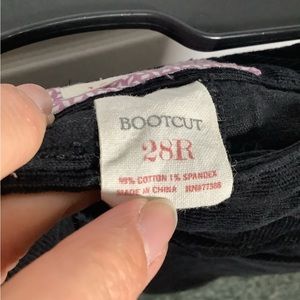 BOOTCUT
28R
99% COTTON 1% SPANDEX
MADE IN CHINA